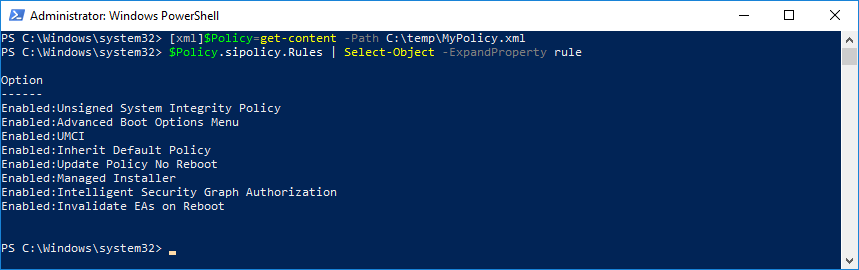 Administrator: Windows PowerShell
PS C:\Windows\system32> [xml]$Policy=get-content -Path C:\temp\MyPolicy.xml
PS C:\Windows\system32> $Policy.sipolicy.Rules | Select-Object -ExpandProperty rule
Option
------
Enabled:Unsigned System Integrity Policy
Enabled:Advanced Boot Options Menu
Enabled:UMCI
Enabled:Inherit Default Policy
Enabled:Update Policy No Reboot
Enabled:Managed Installer
Enabled:Intelligent Security Graph Authorization
Enabled:Invalidate EAs on Reboot
PS C:\Windows\system32>